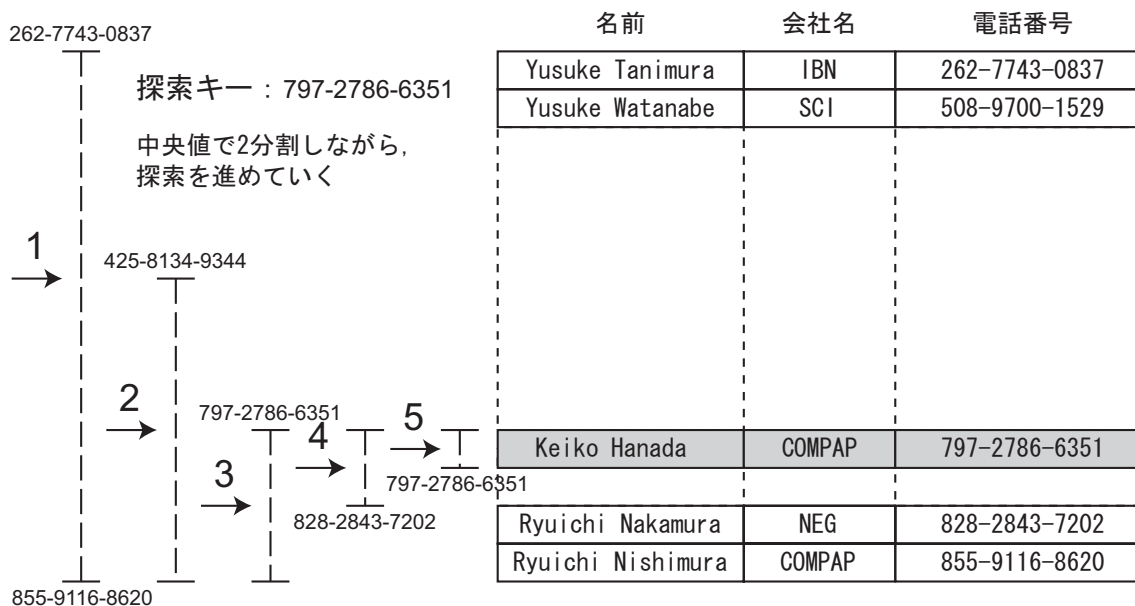 262-7743-0837
探索キー：797-2786-6351
中央値で2分割しながら，
探索を進めていく
1
425-8134-9344
2
797-2786-6351
3
4
828-2843-7202
5
797-2786-6351
855-9116-8620
名前 会社名 電話番号
Yusuke Tanimura IBN 262-7743-0837
Yusuke Watanabe SCI 508-9700-1529
Keiko Hanada COMPAP 797-2786-6351
Ryuichi Nakamura NEG 828-2843-7202
Ryuichi Nishimura COMPAP 855-9116-8620